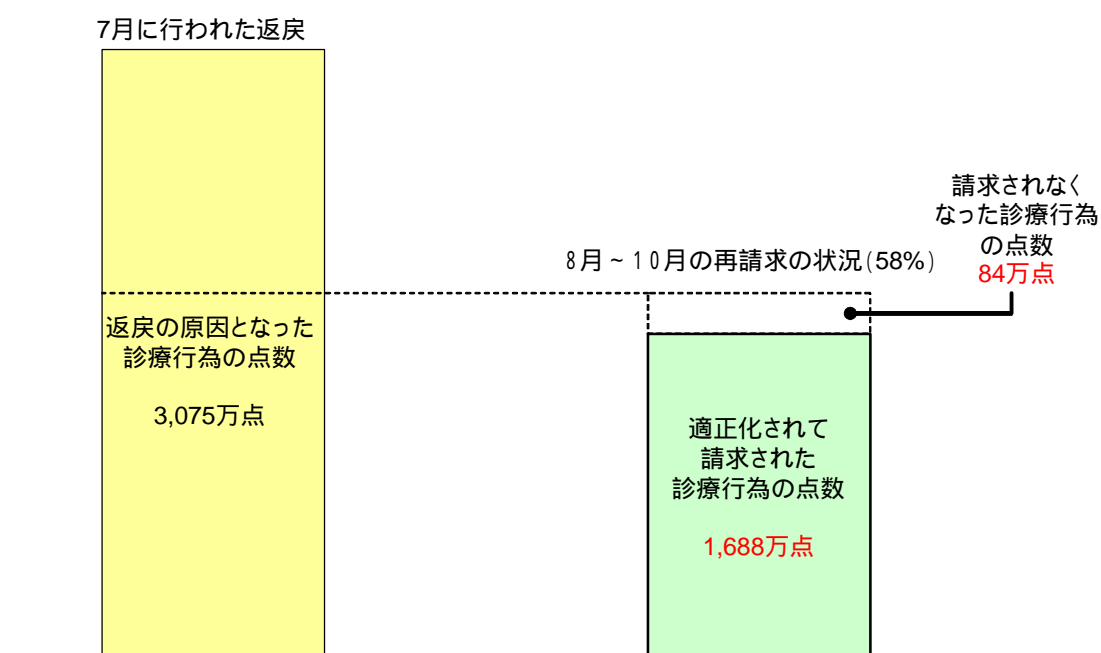 7月に行われた返戻
請求されなく
なった診療行為
の点数
84万点
8月~10月の再請求の状況(58%)
返戻の原因となった
診療行為の点数
3,075万点
適正化されて
請求された
診療行為の点数
1,688万点